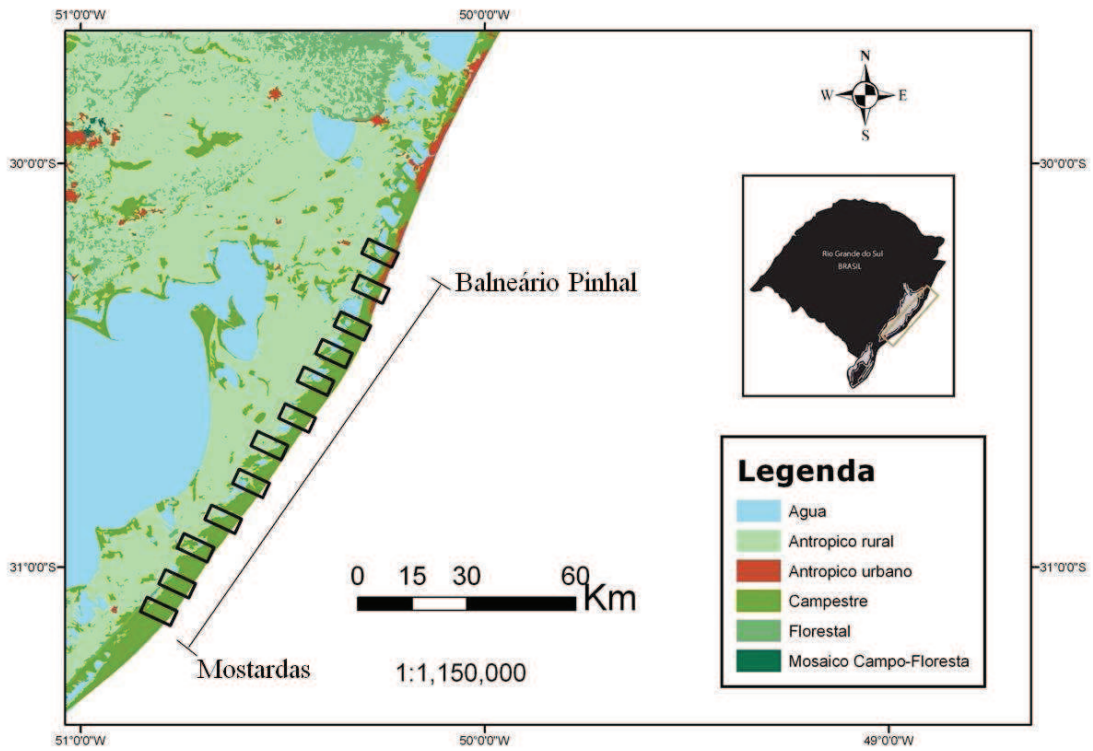 51°0'0"W
50°0'0"W
N
W
E
S
30°0'0"S
30°0'0"S
Rio Grande do Sul
BRASIL
Balneário Pinhal
Legenda
Agua
Antropico rural
Antropico urbano
Campestre
Florestal
Mosaico Campo-Floresta
31°0'0"S
31°0'0"S
0 15 30 60 Km
Mostardas
1:1,150,000
51°0'0"W
50°0'0"W
49°0'0"W